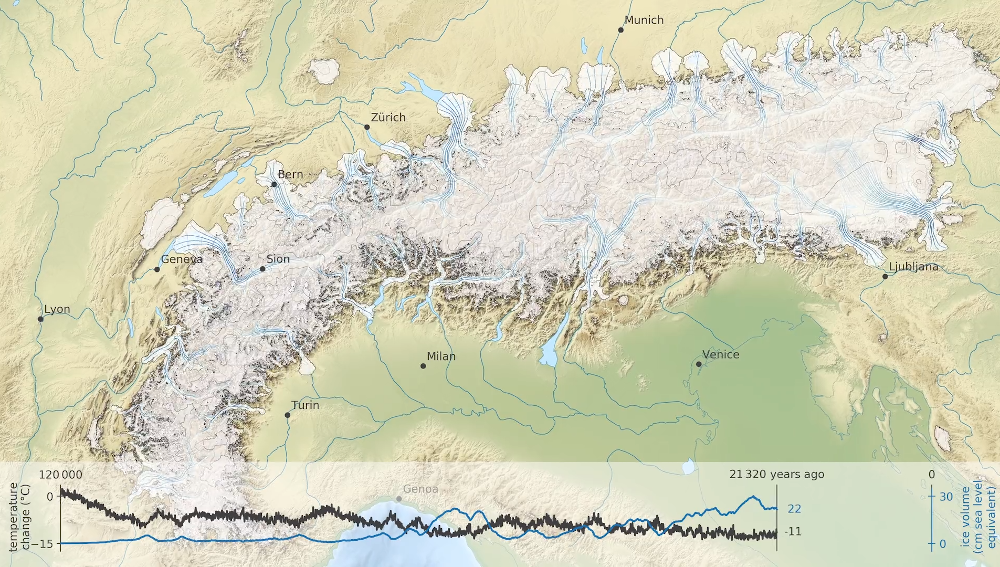 Munich
Zürich
Bern
Geneva
Sion
Ljubljana
Lyon
Milan
Venice
Turin
120 000
21 320 years ago
0
Genoa
temperature
change (°C)
0
−15
22
-11
30
0
ice volume
(cm sea level
equivalent)